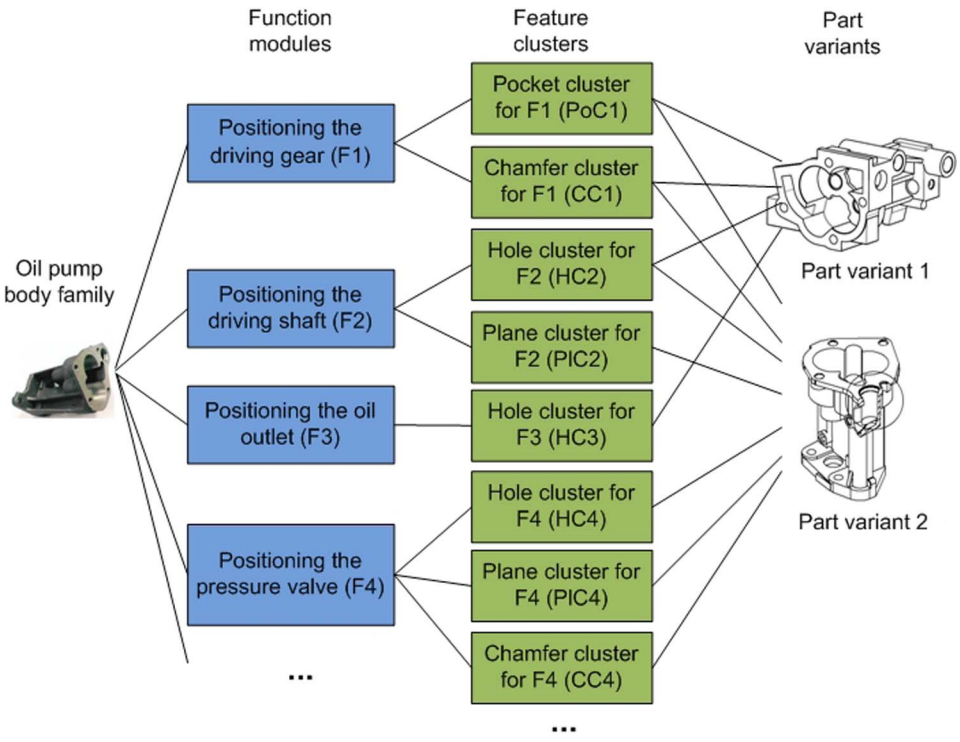 Function
modules
Feature
clusters
Part
variants
Oil pump
body family
Positioning the
driving gear (F1)
Positioning the
driving shaft (F2)
Positioning the oil
outlet (F3)
Positioning the
pressure valve (F4)
...
Pocket cluster
for F1 (PoC1)
Chamfer cluster
for F1 (CC1)
Hole cluster for
F2 (HC2)
Plane cluster for
F2 (PlC2)
Hole cluster for
F3 (HC3)
Hole cluster for
F4 (HC4)
Plane cluster for
F4 (PlC4)
Chamfer cluster
for F4 (CC4)
...
Part variant 1
Part variant 2